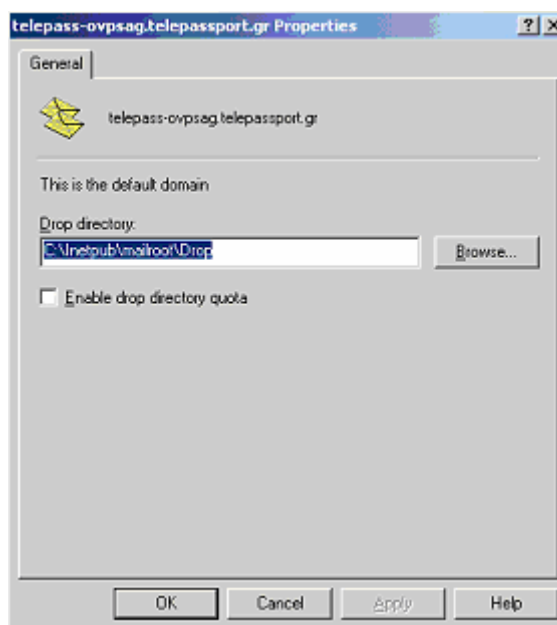 telepass-ovpsag.telepassport.gr Properties
General
telepass-ovpsag.telepassport.gr
This is the default domain
Drop directory:
C:\Inetpub\mailroot\Drop
Browse...
Enable drop directory quota
OK
Cancel
Apply
Help